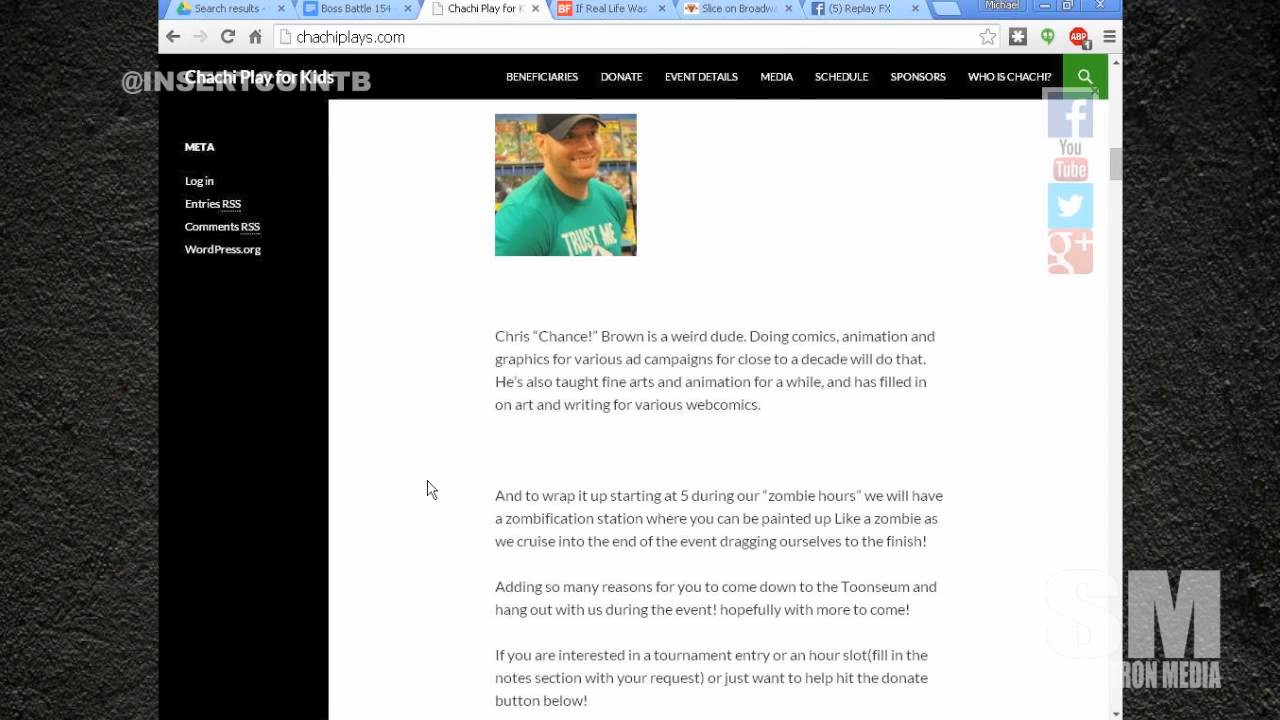 Search results -
Boss Battle 154
Chachi Play for K
If Real Life Was
Slice on Broadw
(5) Replay FX
Michael
chachiplays.com
ABP
1
Chachi Play for Kids
@INSERTCOINTB
BENEFICIARIES
DONATE
EVENT DETAILS
MEDIA
SCHEDULE
SPONSORS
WHO IS CHACHI?
META
Log in
Entries RSS
Comments RSS
WordPress.org
TRUST ME
You
Tube
g+
Chris “Chance!” Brown is a weird dude. Doing comics, animation and
graphics for various ad campaigns for close to a decade will do that.
He’s also taught fine arts and animation for a while, and has filled in
on art and writing for various webcomics.
And to wrap it up starting at 5 during our “zombie hours” we will have
a zombification station where you can be painted up Like a zombie as
we cruise into the end of the event dragging ourselves to the finish!
Adding so many reasons for you to come down to the Toonseum and
hang out with us during the event! hopefully with more to come!
If you are interested in a tournament entry or an hour slot(fill in the
notes section with your request) or just want to help hit the donate
button below!
SM
RON MEDIA